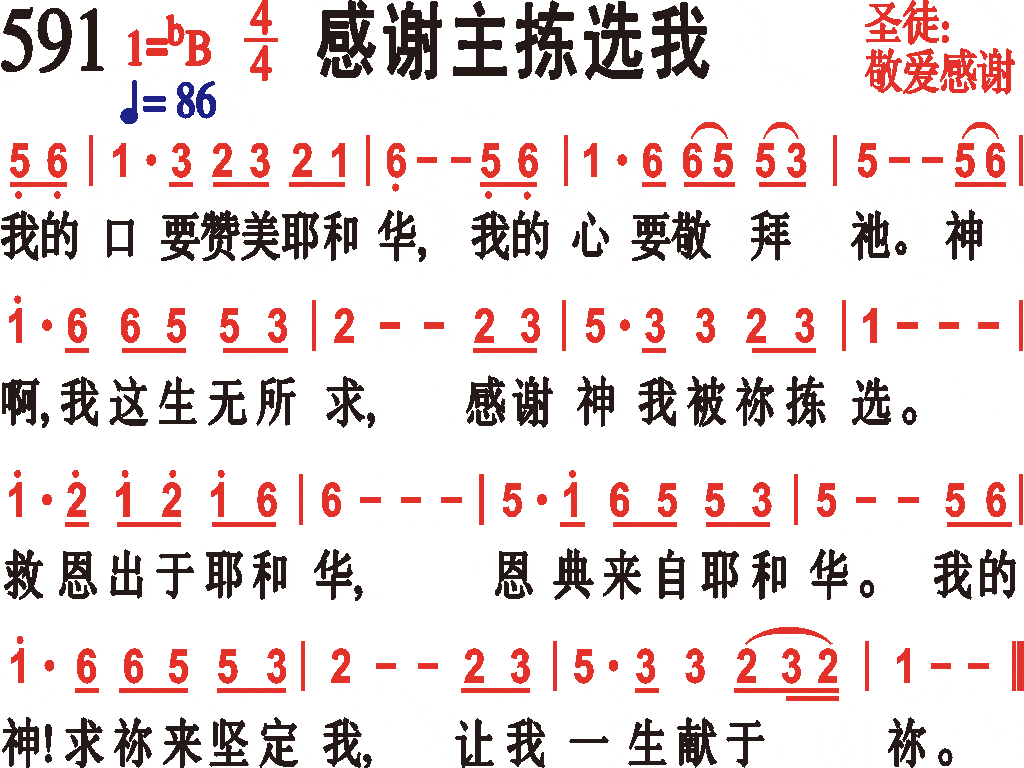 591 1=ᵇB 4/4 感谢主拣选我 圣徒:
♩= 86 敬爱感谢
5̣ 6̣ | 1 · 3 2 3 2 1 | 6̣ – – 5̣ 6̣ | 1 · 6 6 5 5 3 | 5 – – 5 6 |
我的 口 要赞美耶和 华, 我的 心 要敬 拜 祂。神
1̇ · 6 6 5 5 3 | 2 – – 2 3 | 5 · 3 3 2 3 | 1 – – – |
啊,我这生无所 求, 感谢 神 我被祢拣 选。
1̇ · 2̇ 1̇ 2̇ 1̇ 6 | 6 – – – | 5 · 1̇ 6 5 5 3 | 5 – – 5 6 |
救恩出于耶和 华, 恩典来自耶和 华。 我的
1̇ · 6 6 5 5 3 | 2 – – 2 3 | 5 · 3 3 2 3 2 | 1 – – ‖
神!求祢来坚定 我, 让我 一 生献于 祢。